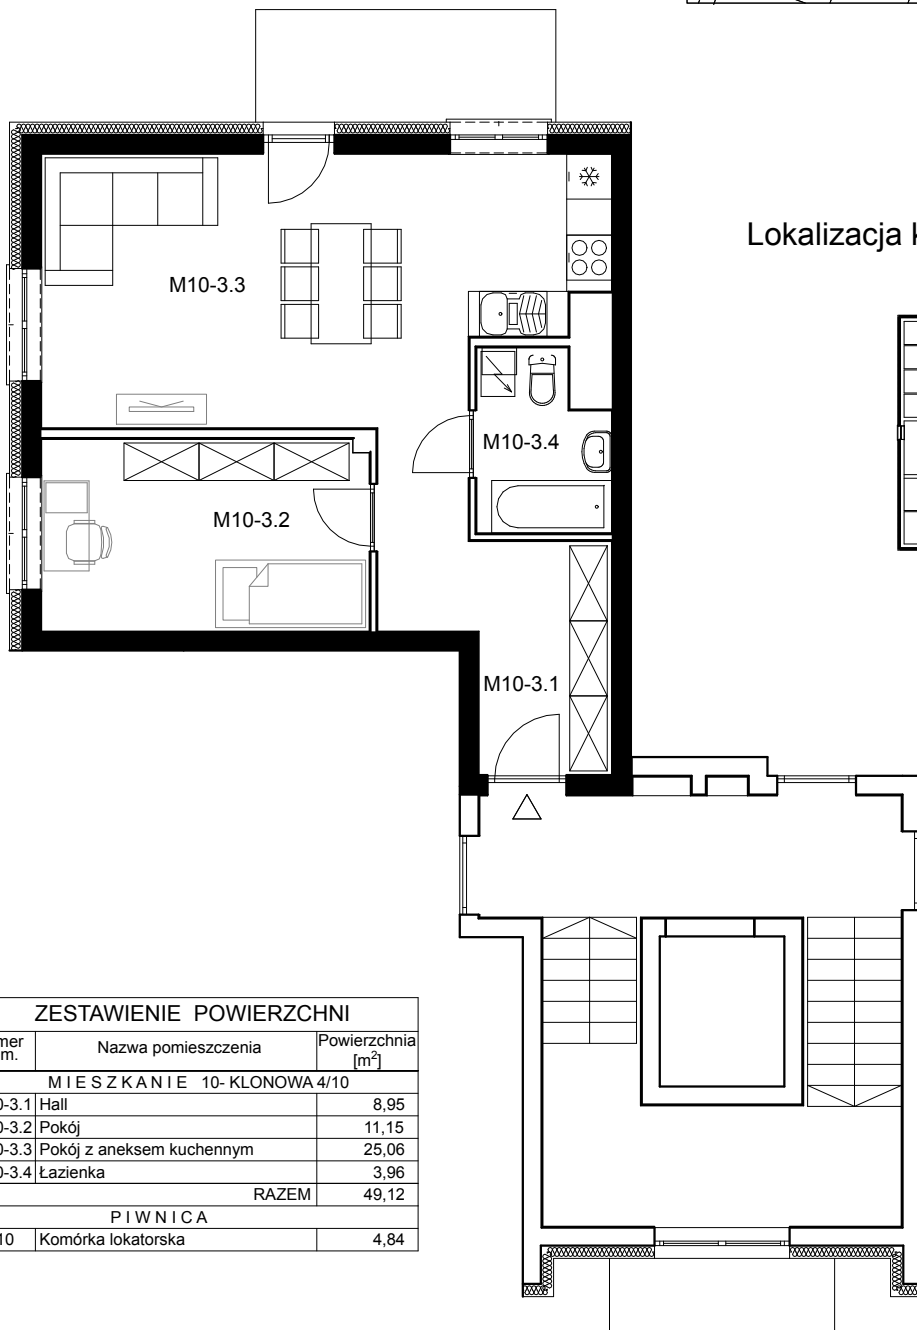 Lokalizacja
M10-3.3
M10-3.4
M10-3.2
M10-3.1
ZESTAWIENIE POWIERZCHNI
mer Nazwa pomieszczenia Powierzchnia
m. [m²]
MIESZKANIE 10- KLONOWA 4/10
0-3.1 Hall 8,95
0-3.2 Pokój 11,15
0-3.3 Pokój z aneksem kuchennym 25,06
0-3.4 Łazienka 3,96
RAZEM 49,12
PIWNICA
10 Komórka lokatorska 4,84